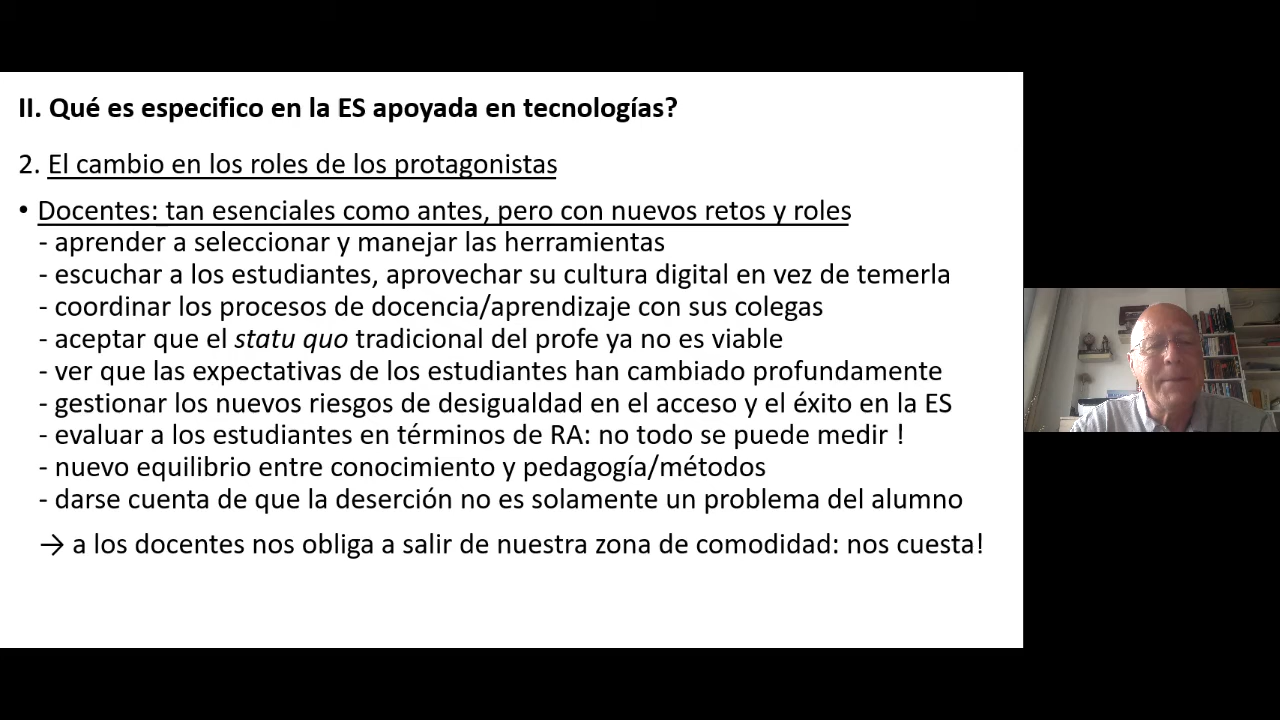 II. Qué es especifico en la ES apoyada en tecnologías?
2. El cambio en los roles de los protagonistas
• Docentes: tan esenciales como antes, pero con nuevos retos y roles
- aprender a seleccionar y manejar las herramientas
- escuchar a los estudiantes, aprovechar su cultura digital en vez de temerla
- coordinar los procesos de docencia/aprendizaje con sus colegas
- aceptar que el statu quo tradicional del profe ya no es viable
- ver que las expectativas de los estudiantes han cambiado profundamente
- gestionar los nuevos riesgos de desigualdad en el acceso y el éxito en la ES
- evaluar a los estudiantes en términos de RA: no todo se puede medir !
- nuevo equilibrio entre conocimiento y pedagogía/métodos
- darse cuenta de que la deserción no es solamente un problema del alumno
→ a los docentes nos obliga a salir de nuestra zona de comodidad: nos cuesta!